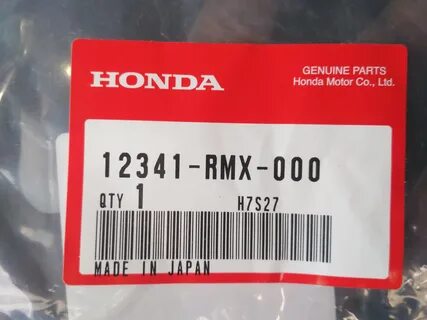 HONDA
GENUINE PARTS
Honda Motor Co., Ltd.
12341-RMX-000
QTY 1 H7S27
MADE IN JAPAN